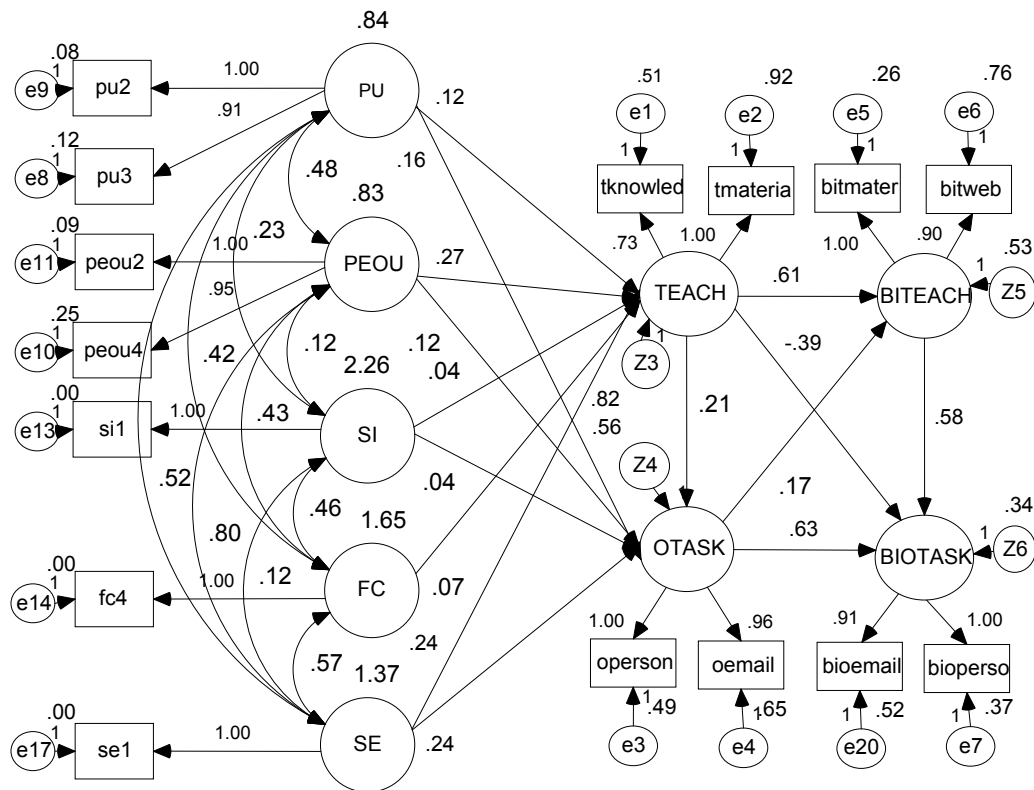 .84
.08
1
e9
pu2
1.00
PU
.12
.51
.92
.26
.76
e1
e2
e5
e6
.91
.12
1
e8
pu3
.48
.16
1
1
1
1
tknowled
tmateria
bitmater
bitweb
.83
.09
1
e11
peou2
.23
1.00
PEOU
.27
.73
1.00
1.00
.90
.53
TEACH
.61
BITEACH
1
Z5
.95
.25
1
e10
peou4
.42
.12
2.26
.12
.04
Z3
1
-.39
.00
1
e13
si1
1.00
.43
SI
.82
.56
.21
.58
Z4
.52
.80
.46
1.65
.04
.17
.34
OTASK
.63
BIOTASK
1
Z6
.00
1
e14
fc4
1.00
.12
FC
.07
1.00
.96
.91
1.00
.57
1.37
.24
operson
oemail
bioemail
bioperso
.00
1
e17
se1
1.00
SE
.24
1
.49
1
.65
1
.52
1
.37
e3
e4
e20
e7